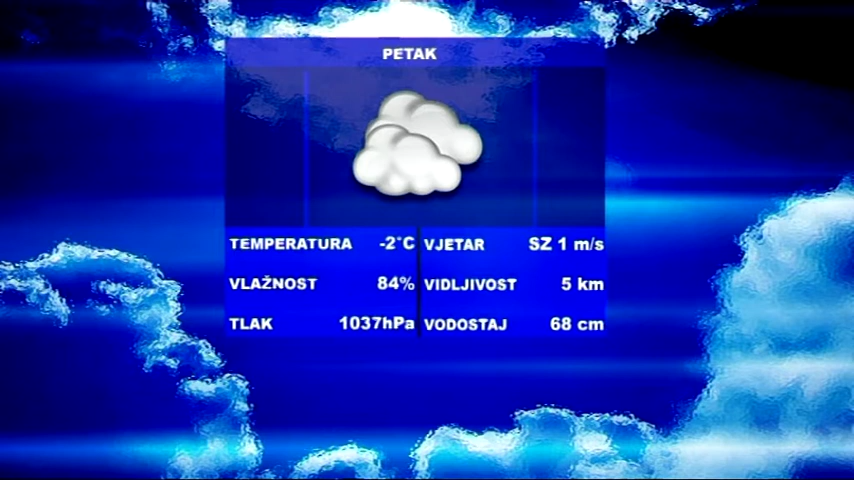 PETAK
TEMPERATURA -2°C VJETAR SZ 1 m/s
VLAŽNOST 84% VIDLJIVOST 5 km
TLAK 1037hPa VODOSTAJ 68 cm